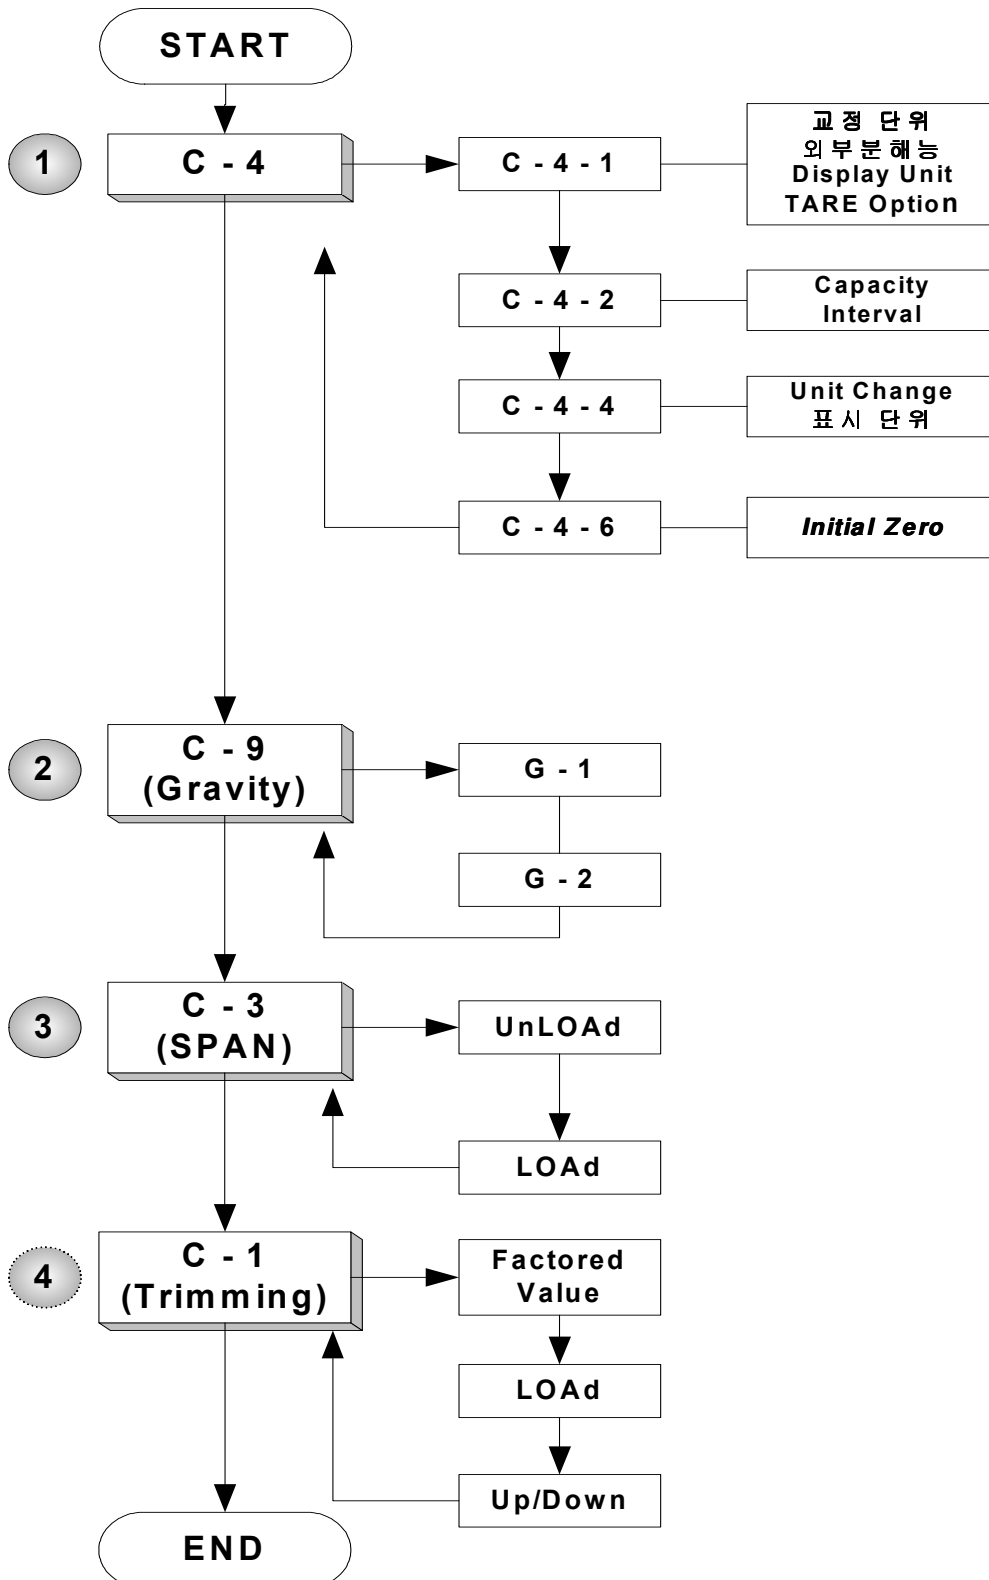 START
1
C - 4
C - 4 - 1
교정 단위
외부분해능
Display Unit
TARE Option
C - 4 - 2
Capacity
Interval
C - 4 - 4
Unit Change
표시 단위
C - 4 - 6
Initial Zero
2
C - 9
(Gravity)
G - 1
G - 2
3
C - 3
(SPAN)
UnLOAd
LOAd
4
C - 1
(Trimming)
Factored
Value
LOAd
Up/Down
END